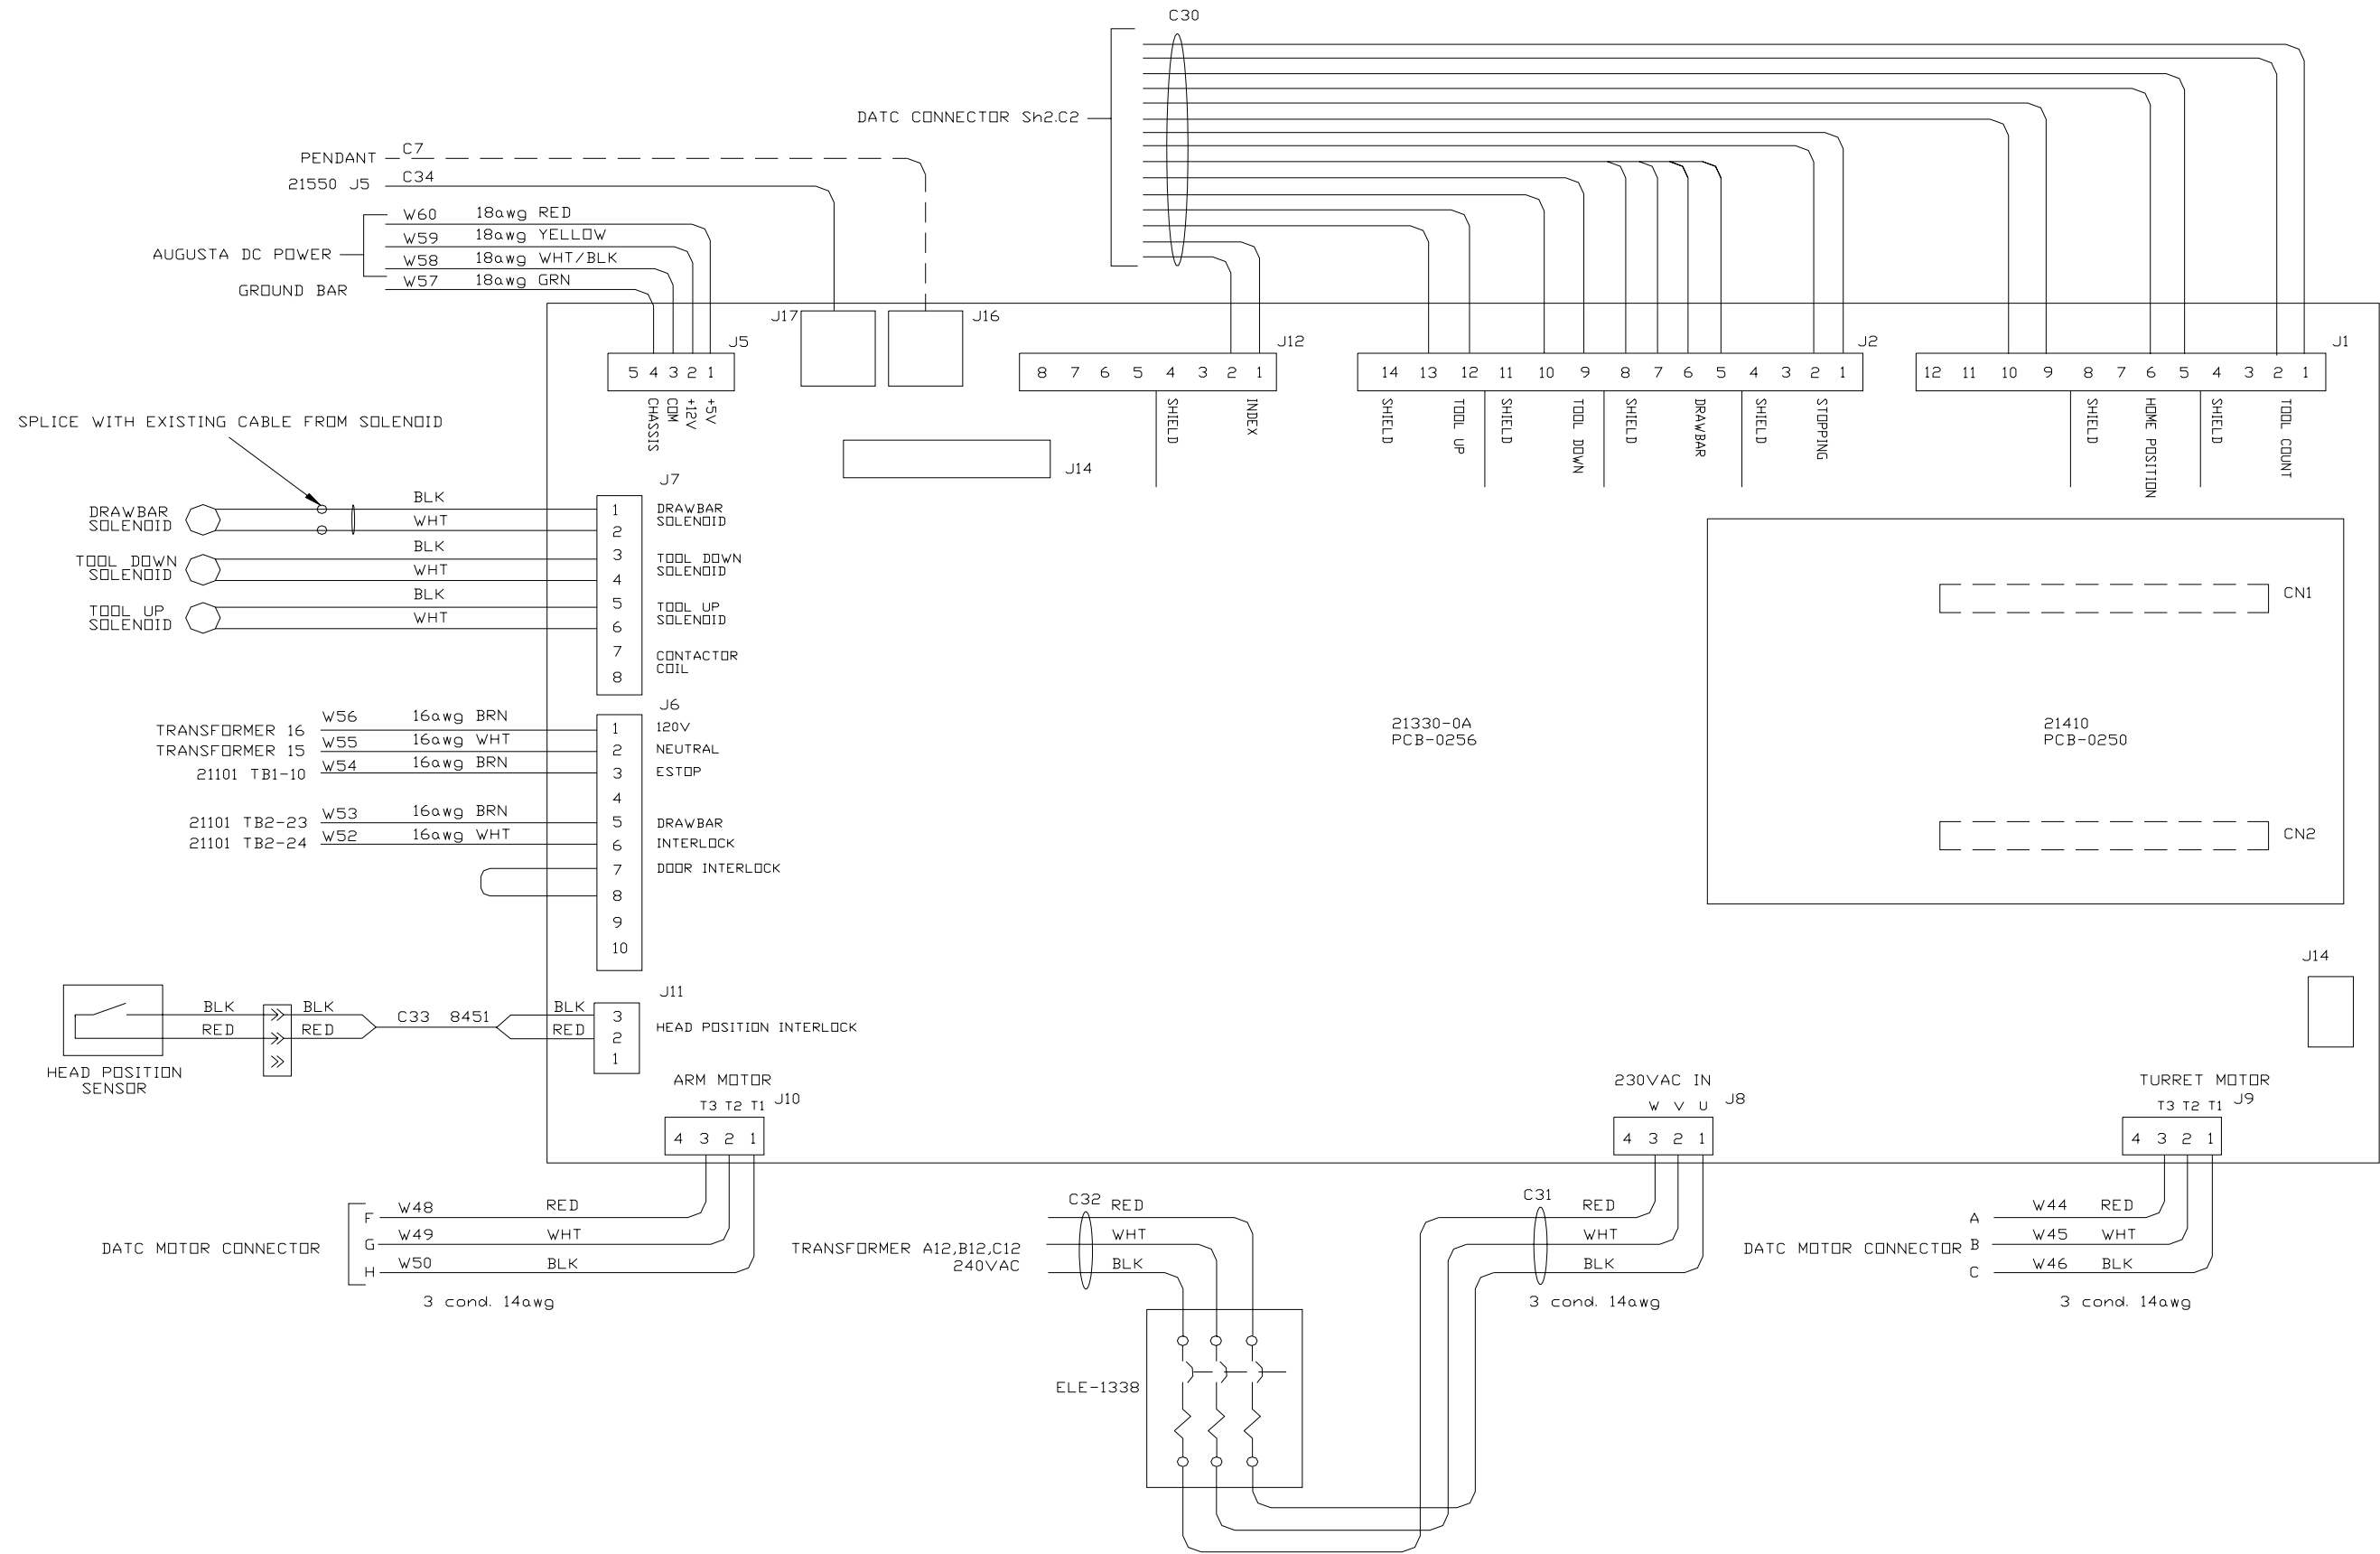 C30
DATC CONNECTOR Sh2.C2
PENDANT C7
21550 J5 C34
W60 18awg RED
W59 18awg YELLOW
AUGUSTA DC POWER
W58 18awg WHT/BLK
GROUND BAR W57 18awg GRN
J17
J16
J5
5 4 3 2 1
CHASSIS
COM
+12V
+5V
J12
8 7 6 5 4 3 2 1
SHIELD
INDEX
J2
14 13 12 11 10 9 8 7 6 5 4 3 2 1
SHIELD
TOOL UP
SHIELD
TOOL DOWN
SHIELD
DRAWBAR
SHIELD
STOPPING
J1
12 11 10 9 8 7 6 5 4 3 2 1
SHIELD
HOME POSITION
SHIELD
TOOL COUNT
SPLICE WITH EXISTING CABLE FROM SOLENOID
J14
J7
DRAWBAR
SOLENOID
BLK
WHT
1
2
DRAWBAR
SOLENOID
TOOL DOWN
SOLENOID
BLK
WHT
3
4
TOOL DOWN
SOLENOID
TOOL UP
SOLENOID
BLK
WHT
5
6
TOOL UP
SOLENOID
7
8
CONTACTOR
COIL
CN1
21330-0A
PCB-0256
21410
PCB-0250
CN2
J6
TRANSFORMER 16 W56 16awg BRN 1 120V
TRANSFORMER 15 W55 16awg WHT 2 NEUTRAL
21101 TB1-10 W54 16awg BRN 3 ESTOP
4
21101 TB2-23 W53 16awg BRN 5 DRAWBAR
21101 TB2-24 W52 16awg WHT 6 INTERLOCK
7 DOOR INTERLOCK
8
9
10
J14
J11
BLK BLK BLK 3
C33 8451
HEAD POSITION INTERLOCK
RED RED RED 2
1
HEAD POSITION
SENSOR
ARM MOTOR
T3 T2 T1 J10
4 3 2 1
230VAC IN
W V U J8
4 3 2 1
TURRET MOTOR
T3 T2 T1 J9
4 3 2 1
DATC MOTOR CONNECTOR
F W48 RED
G W49 WHT
H W50 BLK
3 cond. 14awg
TRANSFORMER A12,B12,C12
240VAC
C32
RED
WHT
BLK
C31
RED
WHT
BLK
3 cond. 14awg
DATC MOTOR CONNECTOR
A W44 RED
B W45 WHT
C W46 BLK
3 cond. 14awg
ELE-1338